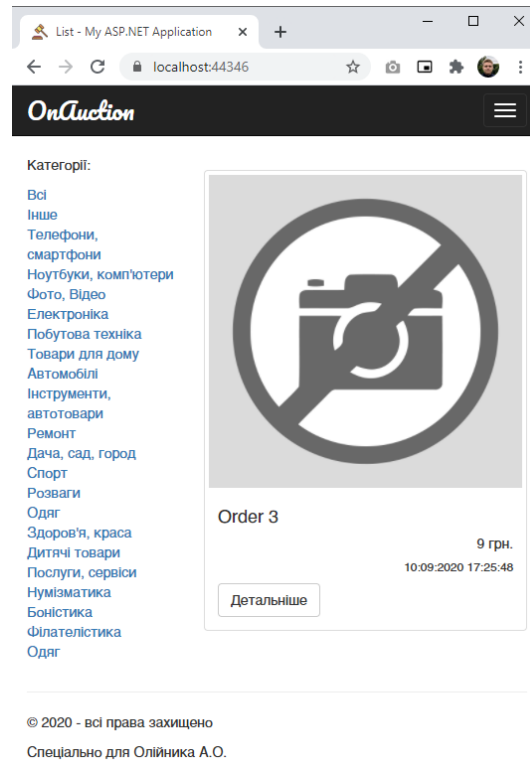 List - My ASP.NET Application
localhost:44346
OnAuction
Категорії:
Всі
Інше
Телефони,
смартфони
Ноутбуки, комп'ютери
Фото, Відео
Електроніка
Побутова техніка
Товари для дому
Автомобілі
Інструменти,
автотовари
Ремонт
Дача, сад, город
Спорт
Розваги
Одяг
Здоров'я, краса
Дитячі товари
Послуги, сервіси
Нумізматика
Боністика
Філателістика
Одяг
Order 3
9 грн.
10:09:2020 17:25:48
Детальніше
© 2020 - всі права захищено
Спеціально для Олійника А.О.